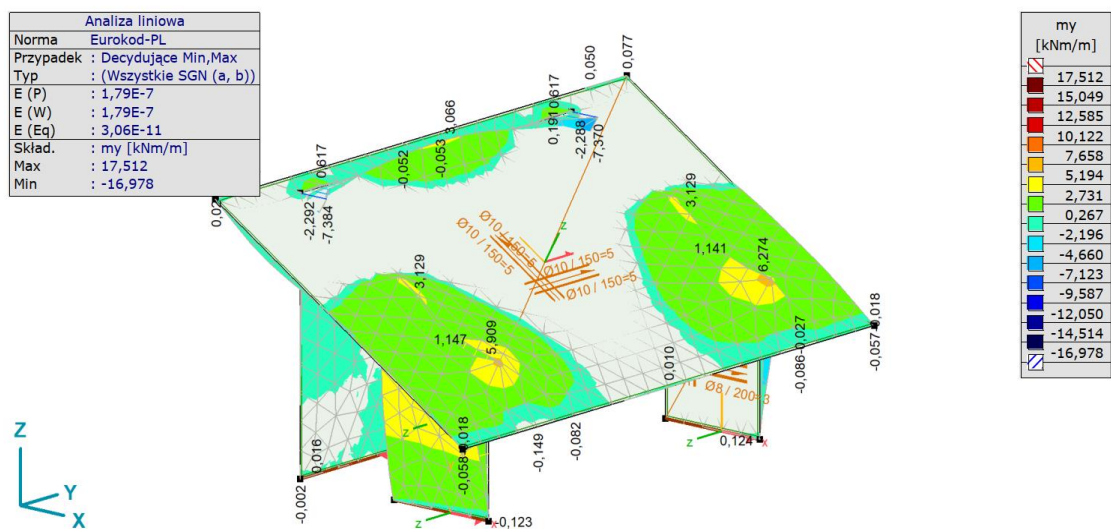 Analiza liniowa
Norma Eurokod-PL
Przypadek : Decydujące Min,Max
Typ : (Wszystkie SGN (a, b))
E (P) : 1,79E-7
E (W) : 1,79E-7
E (Eq) : 3,06E-11
Skład. : my [kNm/m]
Max : 17,512
Min : -16,978
my
[kNm/m]
17,512
15,049
12,585
10,122
7,658
5,194
2,731
0,267
-2,196
-4,660
-7,123
-9,587
-12,050
-14,514
-16,978
0,050
0,077
0,617
0,191
-2,288
-7,370
3,066
-0,052
-0,053
0,617
-2,292
-7,384
3,129
1,141
6,274
Ø10 / 150=5
Ø10 / 150=5
Ø10 / 150=5
Ø10 / 150=5
z
3,129
1,147
5,909
-0,018
-0,057
-0,027
-0,086
0,010
Ø8 / 200=3
0,124
z
x
-0,058
-0,149
-0,082
0,016
-0,002
z
z
x
-0,123
Z
Y
X